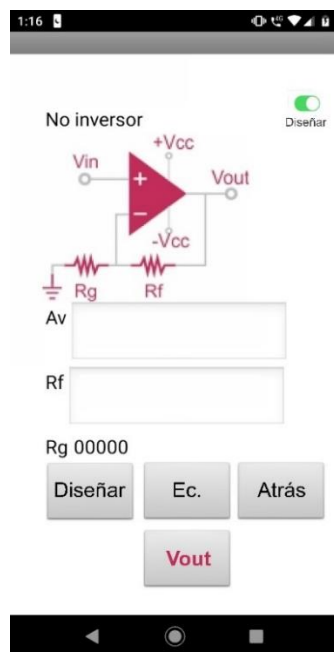 1:16
4G
No inversor
Diseñar
+Vcc
Vin
Vout
+
−
-Vcc
Rg Rf
Av
Rf
Rg 00000
Diseñar Ec. Atrás
Vout